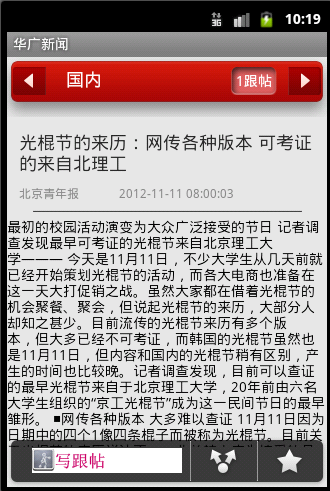 3G 10:19
华广新闻
国内 1跟帖
光棍节的来历：网传各种版本 可考证
的来自北理工
北京青年报 2012-11-11 08:00:03
最初的校园活动演变为大众广泛接受的节日 记者调
查发现最早可考证的光棍节来自北京理工大
学——— 今天是11月11日，不少大学生从几天前就
已经开始策划光棍节的活动，而各大电商也准备在
这一天大打促销之战。虽然大家都在借着光棍节的
机会聚餐、聚会，但说起光棍节的来历，大部分人
却知之甚少。目前流传的光棍节来历有多个版
本，但大多已经不可考证，而韩国的光棍节虽然也
是11月11日，但内容和国内的光棍节稍有区别，产
生的时间也比较晚。记者调查发现，目前可以查证
的最早光棍节来自于北京理工大学，20年前由六名
大学生组织的“京工光棍节”成为这一民间节日的最早
雏形。 ■网传各种版本 大多难以查证 11月11日因为
日期中的四个1像四条棍子而被称为光棍节。目前关
写跟帖